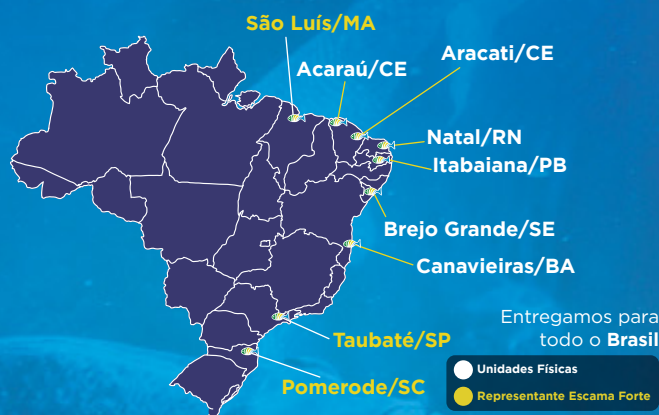 São Luís/MA
Acaraú/CE
Aracati/CE
Natal/RN
Itabaiana/PB
Brejo Grande/SE
Canavieiras/BA
Taubaté/SP
Pomerode/SC
Entregamos para
todo o Brasil
Unidades Físicas
Representante Escama Forte